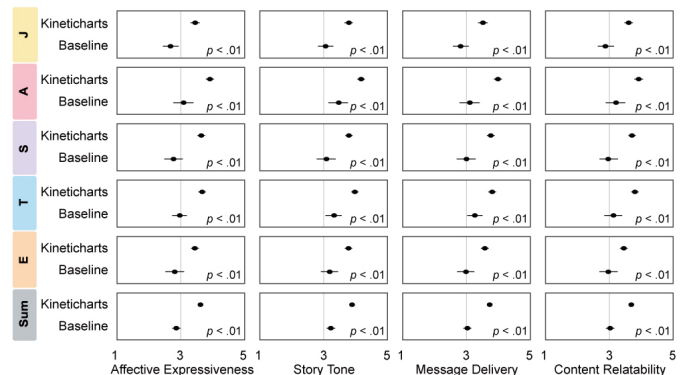 J
Kineticharts
Baseline
p < .01
p < .01
p < .01
p < .01
A
Kineticharts
Baseline
p < .01
p < .01
p < .01
p < .01
S
Kineticharts
Baseline
p < .01
p < .01
p < .01
p < .01
T
Kineticharts
Baseline
p < .01
p < .01
p < .01
p < .01
E
Kineticharts
Baseline
p < .01
p < .01
p < .01
p < .01
Sum
Kineticharts
Baseline
p < .01
p < .01
p < .01
p < .01
1 3 5 1 3 5 1 3 5 1 3 5
Affective Expressiveness Story Tone Message Delivery Content Relatability